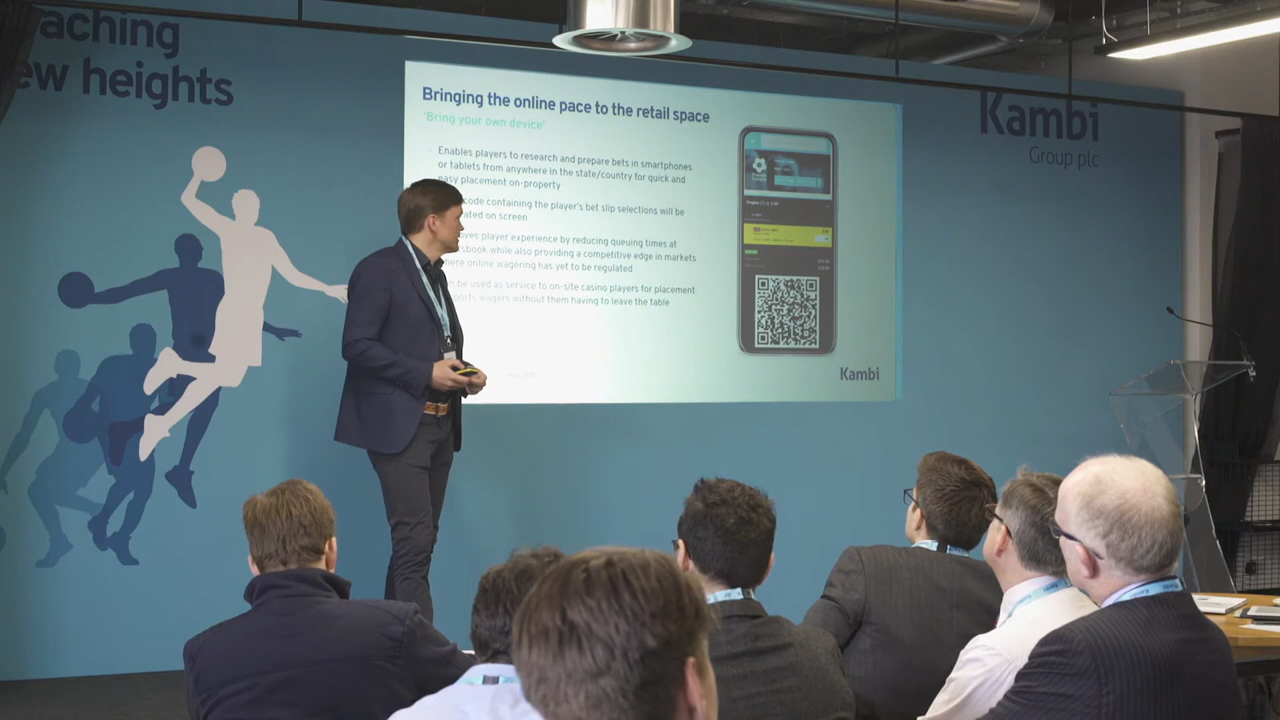 aching
ew heights
Bringing the online pace to the retail space
'Bring your own device'
Enables players to research and prepare bets in smartphones
or tablets from anywhere in the state/country for quick and
easy placement on-property
code containing the player's bet slip selections will be
ated on screen
oves player experience by reducing queuing times at
sbook while also providing a competitive edge in markets
here online wagering has yet to be regulated
n be used as service to on-site casino players for placement
ports wagers without them having to leave the table
Kambi
Kambi
Group plc